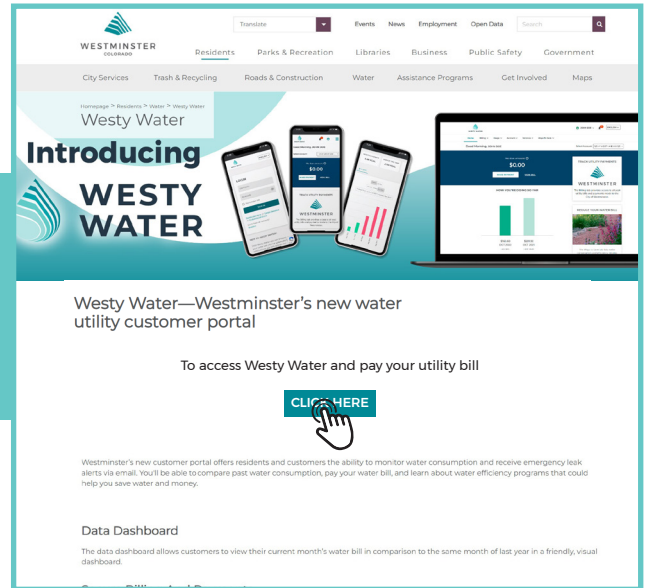 Translate
Events News Employment Open Data Search
WESTMINSTER
COLORADO
Residents Parks & Recreation Libraries Business Public Safety Government
City Services Trash & Recycling Roads & Construction Water Assistance Programs Get Involved Maps
Homepage > Residents > Water > Westy Water
Westy Water
Introducing
WESTY
WATER
LOGIN
$0.00
WESTMINSTER
$0.00
WESTMINSTER
Westy Water—Westminster's new water
utility customer portal
To access Westy Water and pay your utility bill
CLICK HERE
Westminster's new customer portal offers residents and customers the ability to monitor water consumption and receive emergency leak
alerts via email. You'll be able to compare past water consumption, pay your water bill, and learn about water efficiency programs that could
help you save water and money.
Data Dashboard
The data dashboard allows customers to view their current month's water bill in comparison to the same month of last year in a friendly, visual
dashboard.